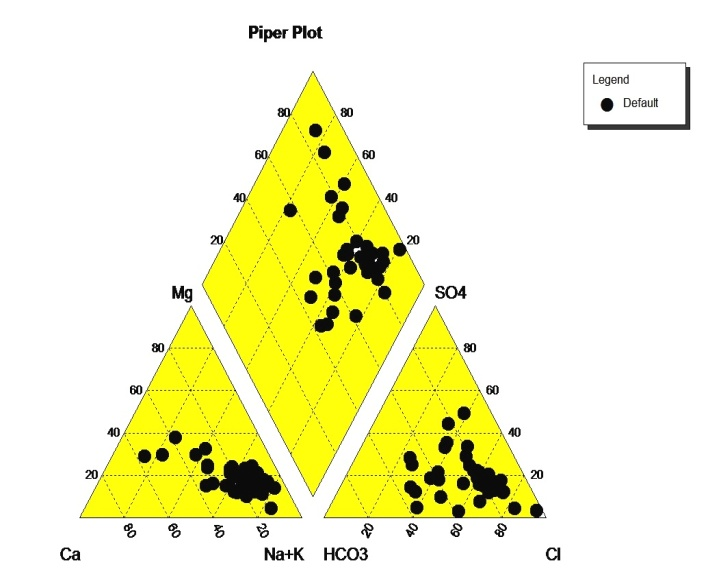 Piper Plot
Legend
Default
80 80
60 60
40 40
20 20
Mg SO4
80 80
60 60
40 40
20 20
80 60 40 20 20 40 60 80
Ca Na+K HCO3 Cl